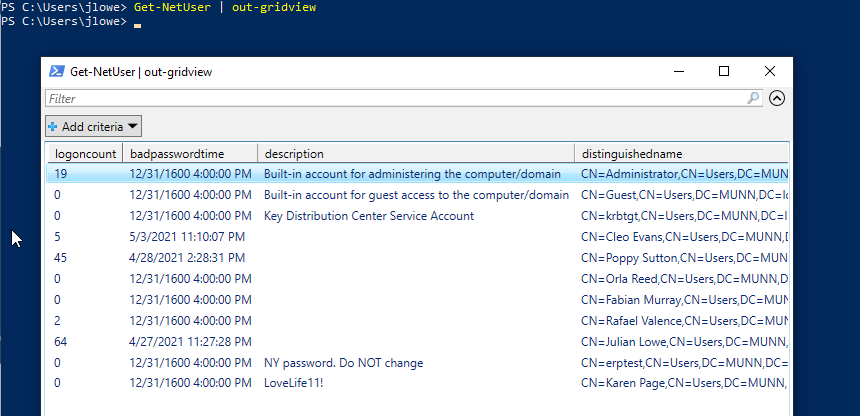 PS C:\Users\jlowe> Get-NetUser | out-gridview
PS C:\Users\jlowe>
Get-NetUser | out-gridview
Filter
Add criteria
logoncount badpasswordtime description distinguishedname
19 12/31/1600 4:00:00 PM Built-in account for administering the computer/domain CN=Administrator,CN=Users,DC=MUNN
0 12/31/1600 4:00:00 PM Built-in account for guest access to the computer/domain CN=Guest,CN=Users,DC=MUNN,DC=lo
0 12/31/1600 4:00:00 PM Key Distribution Center Service Account CN=krbtgt,CN=Users,DC=MUNN,DC=l
5 5/3/2021 11:10:07 PM CN=Cleo Evans,CN=Users,DC=MUNN,D
45 4/28/2021 2:28:31 PM CN=Poppy Sutton,CN=Users,DC=MUNN
0 12/31/1600 4:00:00 PM CN=Orla Reed,CN=Users,DC=MUNN,D
0 12/31/1600 4:00:00 PM CN=Fabian Murray,CN=Users,DC=MUN
2 12/31/1600 4:00:00 PM CN=Rafael Valence,CN=Users,DC=MUN
64 4/27/2021 11:27:28 PM CN=Julian Lowe,CN=Users,DC=MUNN,
0 12/31/1600 4:00:00 PM NY password. Do NOT change CN=erptest,CN=Users,DC=MUNN,DC=
0 12/31/1600 4:00:00 PM LoveLife11! CN=Karen Page,CN=Users,DC=MUNN,